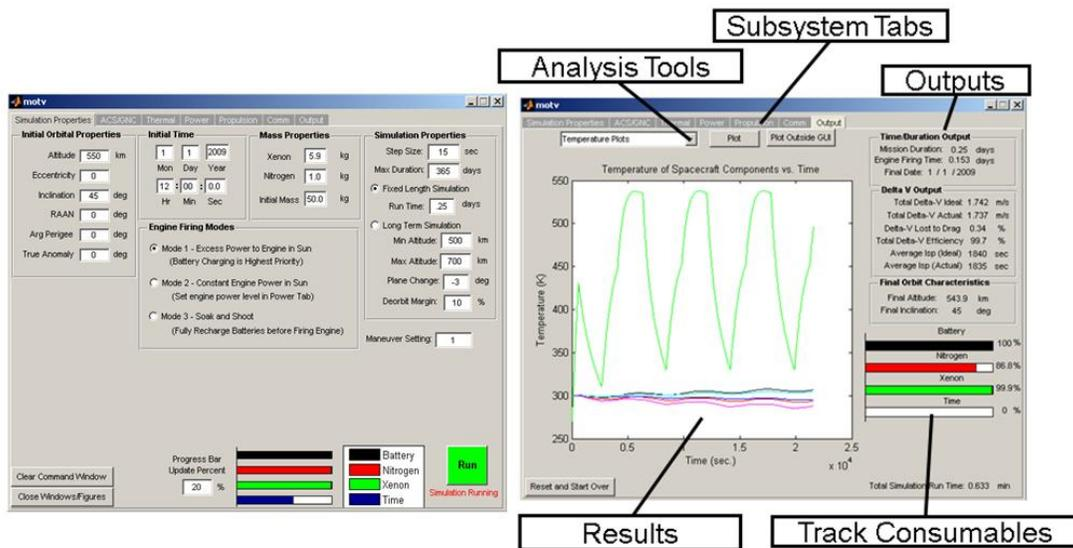 Subsystem Tabs
Analysis Tools
Outputs
motv
Simulation Properties ACS/GNC Thermal Power Propulsion Comm Output
Initial Orbital Properties
Altitude 550 km
Eccentricity 0
Inclination 45 deg
RAAN 0 deg
Arg Perigee 0 deg
True Anomaly 0 deg
Initial Time
1 1 2009
Mon Day Year
12 : 00 : 0.0
Hr Min Sec
Mass Properties
Xenon 5.9 kg
Nitrogen 1.0 kg
Initial Mass 50.0 kg
Engine Firing Modes
Mode 1 - Excess Power to Engine in Sun
(Battery Charging is Highest Priority)
Mode 2 - Constant Engine Power in Sun
(Set engine power level in Power Tab)
Mode 3 - Soak and Shoot
(Fully Recharge Batteries before Firing Engine)
Simulation Properties
Step Size: 15 sec
Max Duration: 365 days
Fixed Length Simulation
Run Time: .25 days
Long Term Simulation
Min Altitude: 500 km
Max Altitude: 700 km
Plane Change: -3 deg
Deorbit Margin: 10 %
Maneuver Setting: 1
Clear Command Window
Close Windows/Figures
Progress Bar
Update Percent
20 %
Battery
Nitrogen
Xenon
Time
Run
Simulation Running
motv
Simulation Properties ACS/GNC Thermal Power Propulsion Comm Output
Temperature Plots
Plot
Plot Outside GUI
Temperature of Spacecraft Components vs. Time
Temperature (K)
550
500
450
400
350
300
250
0 0.5 1 1.5 2 2.5
Time (sec.)
x 10⁴
Time/Duration Output
Mission Duration: 0.25 days
Engine Firing Time: 0.153 days
Final Date: 1 / 1 / 2009
Delta V Output
Total Delta-V Ideal: 1.742 m/s
Total Delta-V Actual: 1.737 m/s
Delta-V Lost to Drag 0.34 %
Total Delta-V Efficiency 99.7 %
Average Isp (Ideal) 1840 sec
Average Isp (Actual) 1835 sec
Final Orbit Characteristics
Final Altitude: 543.9 km
Final Inclination: 45 deg
Battery
100 %
Nitrogen
86.8 %
Xenon
99.9 %
Time
0 %
Reset and Start Over
Total Simulation Run Time: 0.633 min
Results
Track Consumables